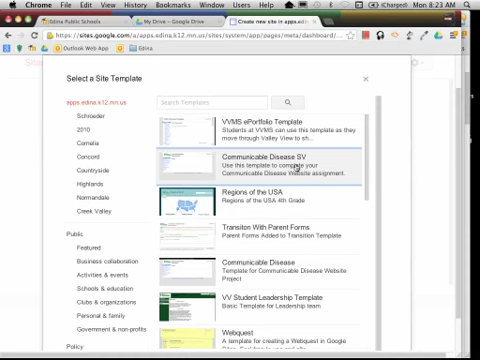 Chrome File Edit View History Bookmarks Window Help
(Charged) Mon 8:23 AM
Edina Public Schools
My Drive - Google Drive
Create new site in apps.edina
https://sites.google.com/a/apps.edina.k12.mn.us/sites/system/app/pages/meta/dashboard/
Outlook Web App
Edina
Select a Site Template
apps.edina.k12.mn.us
Search Templates
Schroeder
2010
Cornelia
Concord
Countryside
Highlands
Normandale
Creek Valley
Public
Featured
Business collaboration
Activities & events
Schools & education
Clubs & organizations
Personal & family
Government & non-profits
Policy
VVMS ePortfolio Template
Students at VVMS can use this template as they
move through Valley View to sh...
Communicable Disease SV
Use this template to complete your
Communicable Disease Website assignment.
Regions of the USA
Regions of the USA 4th Grade
Transiton With Parent Forms
Parent Forms Added to Transition Template
Communicable Disease
Template for Communicable Disease Website
Project
VV Student Leadership Template
Basic Template for Leadership team
Webquest
A template for creating a Webquest in Google